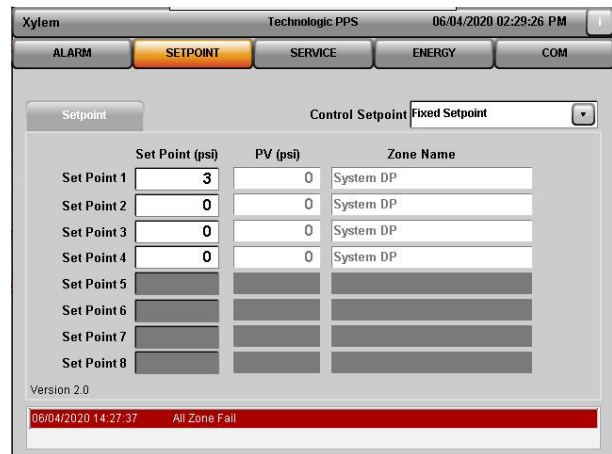 Xylem Technologic PPS 06/04/2020 02:29:26 PM
ALARM SETPOINT SERVICE ENERGY COM
Setpoint Control Setpoint Fixed Setpoint
Set Point (psi) PV (psi) Zone Name
Set Point 1 3 0 System DP
Set Point 2 0 0 System DP
Set Point 3 0 0 System DP
Set Point 4 0 0 System DP
Set Point 5
Set Point 6
Set Point 7
Set Point 8
Version 2.0
06/04/2020 14:27:37 All Zone Fail